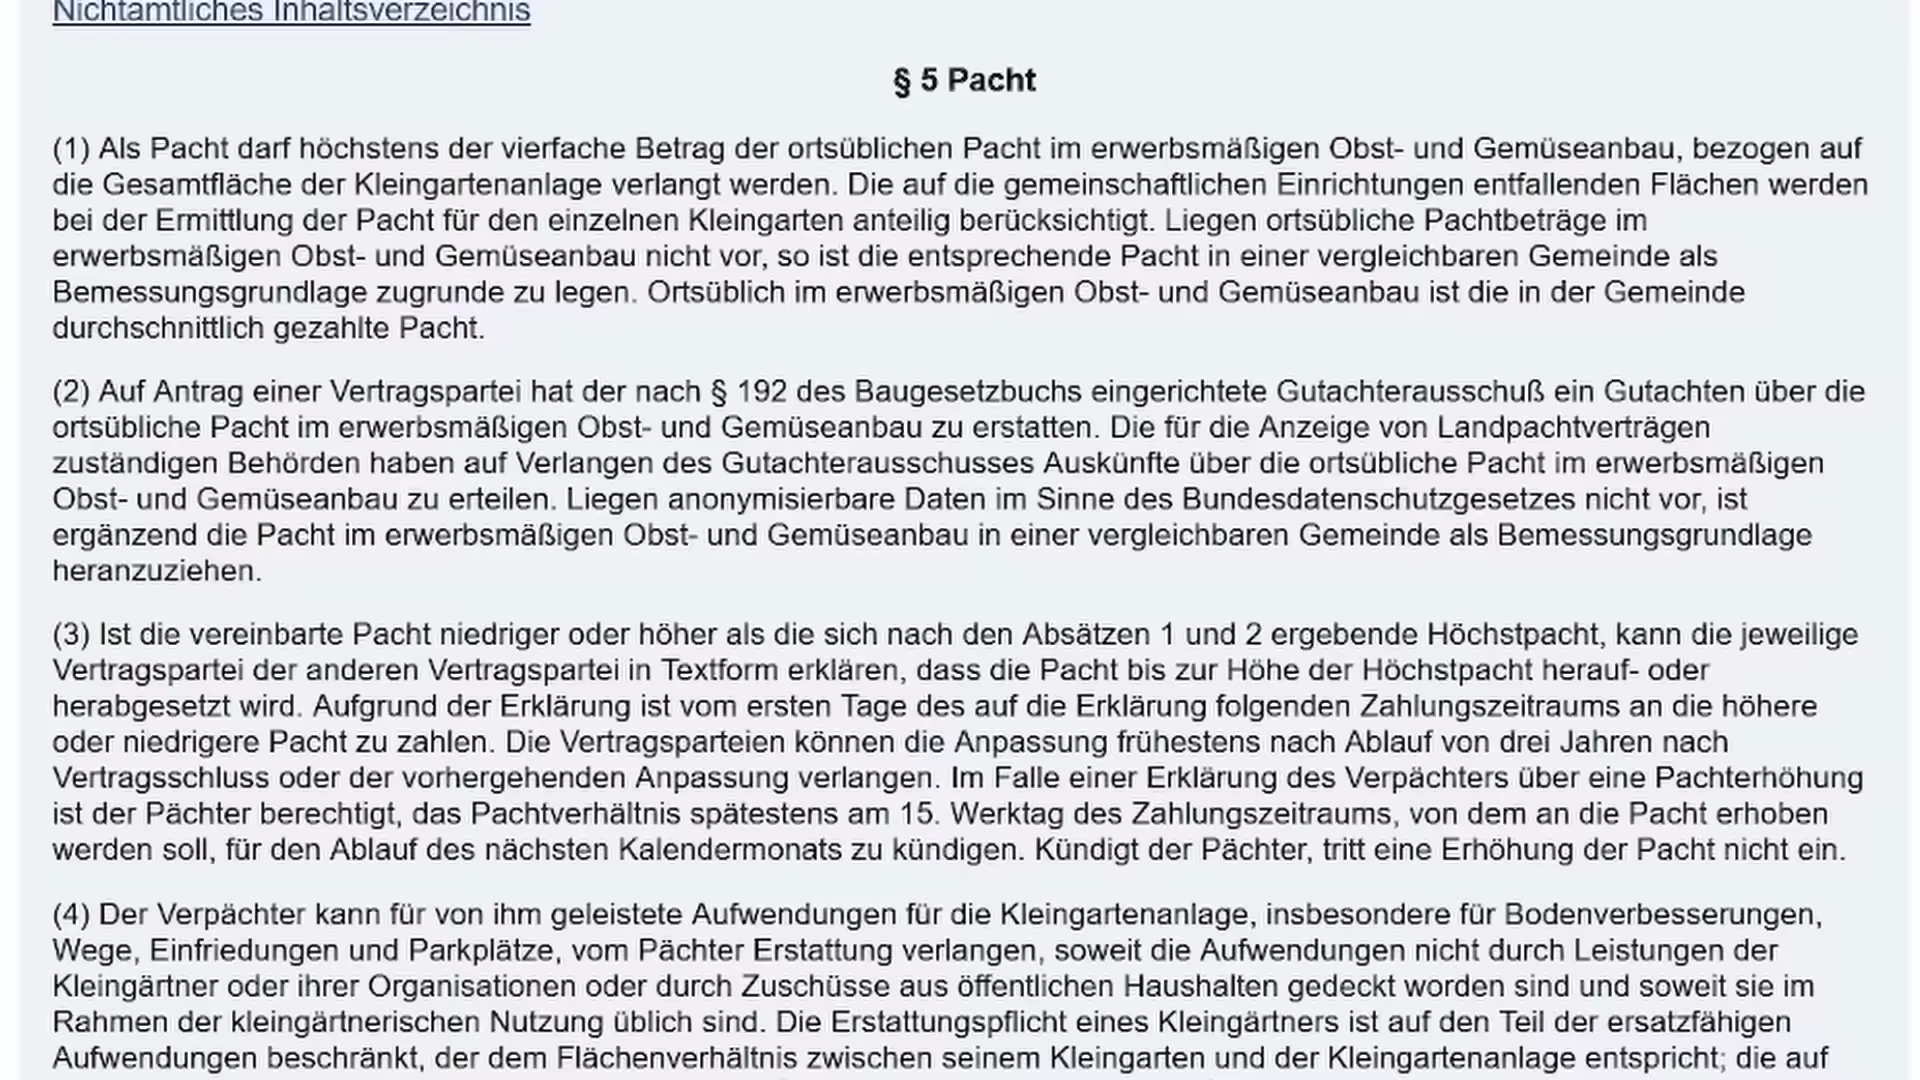 Nichtamtliches Inhaltsverzeichnis
§ 5 Pacht
(1) Als Pacht darf höchstens der vierfache Betrag der ortsüblichen Pacht im erwerbsmäßigen Obst- und Gemüseanbau, bezogen auf
die Gesamtfläche der Kleingartenanlage verlangt werden. Die auf die gemeinschaftlichen Einrichtungen entfallenden Flächen werden
bei der Ermittlung der Pacht für den einzelnen Kleingarten anteilig berücksichtigt. Liegen ortsübliche Pachtbeträge im
erwerbsmäßigen Obst- und Gemüseanbau nicht vor, so ist die entsprechende Pacht in einer vergleichbaren Gemeinde als
Bemessungsgrundlage zugrunde zu legen. Ortsüblich im erwerbsmäßigen Obst- und Gemüseanbau ist die in der Gemeinde
durchschnittlich gezahlte Pacht.
(2) Auf Antrag einer Vertragspartei hat der nach § 192 des Baugesetzbuchs eingerichtete Gutachterausschuß ein Gutachten über die
ortsübliche Pacht im erwerbsmäßigen Obst- und Gemüseanbau zu erstatten. Die für die Anzeige von Landpachtverträgen
zuständigen Behörden haben auf Verlangen des Gutachterausschusses Auskünfte über die ortsübliche Pacht im erwerbsmäßigen
Obst- und Gemüseanbau zu erteilen. Liegen anonymisierbare Daten im Sinne des Bundesdatenschutzgesetzes nicht vor, ist
ergänzend die Pacht im erwerbsmäßigen Obst- und Gemüseanbau in einer vergleichbaren Gemeinde als Bemessungsgrundlage
heranzuziehen.
(3) Ist die vereinbarte Pacht niedriger oder höher als die sich nach den Absätzen 1 und 2 ergebende Höchstpacht, kann die jeweilige
Vertragspartei der anderen Vertragspartei in Textform erklären, dass die Pacht bis zur Höhe der Höchstpacht herauf- oder
herabgesetzt wird. Aufgrund der Erklärung ist vom ersten Tage des auf die Erklärung folgenden Zahlungszeitraums an die höhere
oder niedrigere Pacht zu zahlen. Die Vertragsparteien können die Anpassung frühestens nach Ablauf von drei Jahren nach
Vertragsschluss oder der vorhergehenden Anpassung verlangen. Im Falle einer Erklärung des Verpächters über eine Pachterhöhung
ist der Pächter berechtigt, das Pachtverhältnis spätestens am 15. Werktag des Zahlungszeitraums, von dem an die Pacht erhoben
werden soll, für den Ablauf des nächsten Kalendermonats zu kündigen. Kündigt der Pächter, tritt eine Erhöhung der Pacht nicht ein.
(4) Der Verpächter kann für von ihm geleistete Aufwendungen für die Kleingartenanlage, insbesondere für Bodenverbesserungen,
Wege, Einfriedungen und Parkplätze, vom Pächter Erstattung verlangen, soweit die Aufwendungen nicht durch Leistungen der
Kleingärtner oder ihrer Organisationen oder durch Zuschüsse aus öffentlichen Haushalten gedeckt worden sind und soweit sie im
Rahmen der kleingärtnerischen Nutzung üblich sind. Die Erstattungspflicht eines Kleingärtners ist auf den Teil der ersatzfähigen
Aufwendungen beschränkt, der dem Flächenverhältnis zwischen seinem Kleingarten und der Kleingartenanlage entspricht; die auf